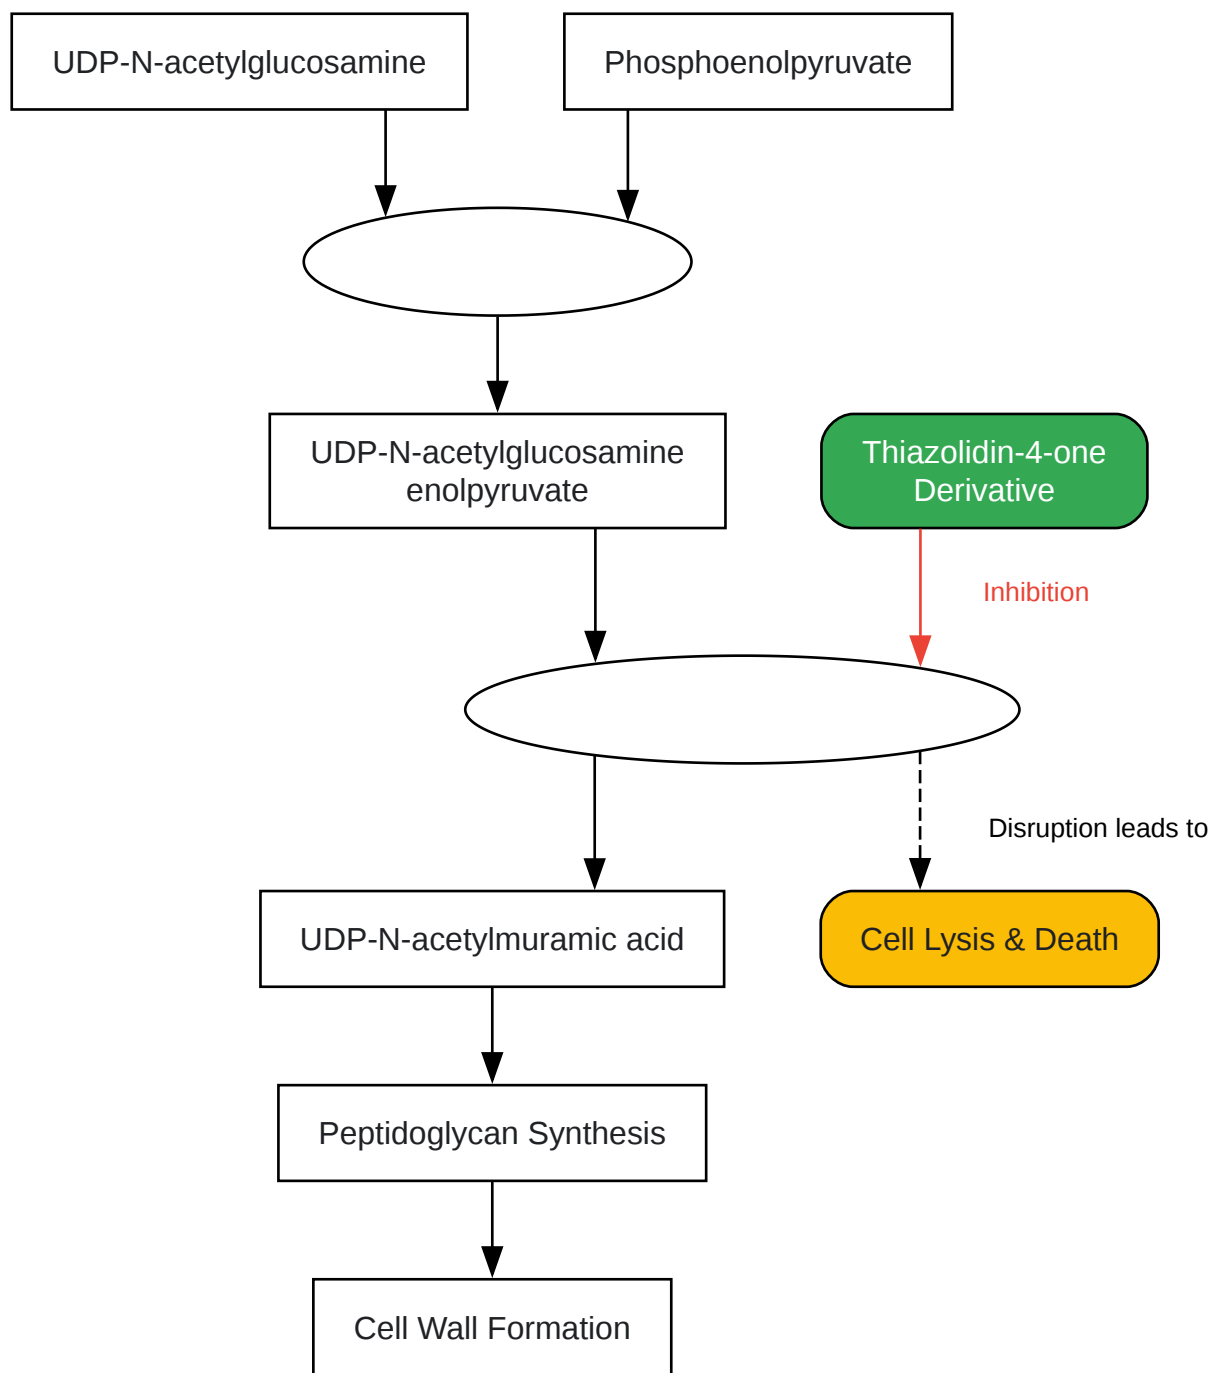 UDP-N-acetylglucosamine
Phosphoenolpyruvate
UDP-N-acetylglucosamine
enolpyruvate
Thiazolidin-4-one
Derivative
Inhibition
Disruption leads to
UDP-N-acetylmuramic acid
Cell Lysis & Death
Peptidoglycan Synthesis
Cell Wall Formation